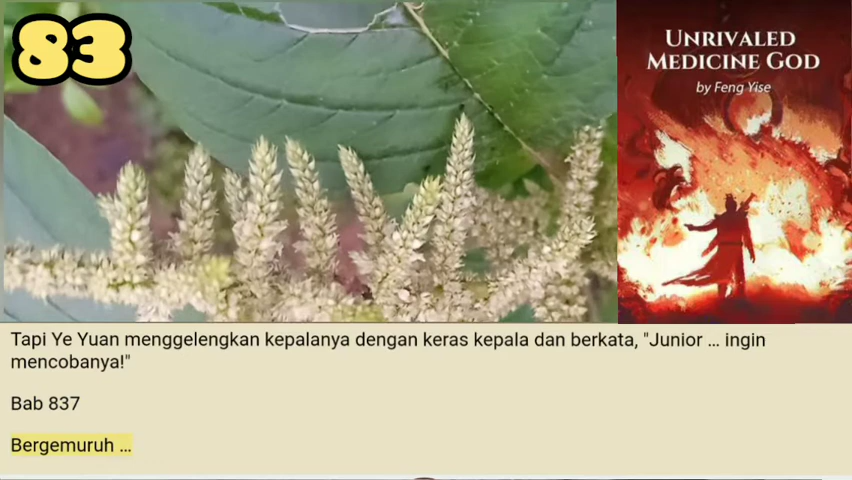 83
UNRIVALED
MEDICINE GOD
by Feng Yise
Tapi Ye Yuan menggelengkan kepalanya dengan keras kepala dan berkata, "Junior ... ingin
mencobanya!"
Bab 837
Bergemuruh ...